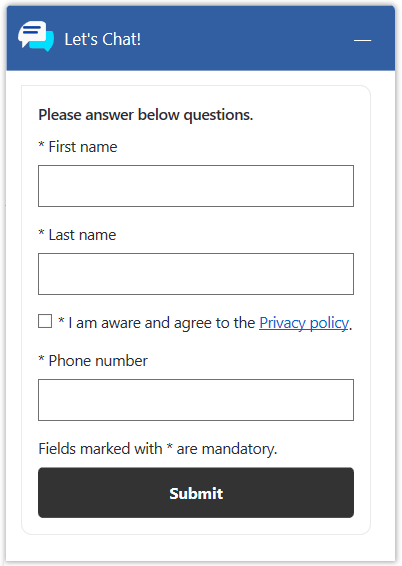 Let's Chat!
Please answer below questions.
* First name
* Last name
* I am aware and agree to the Privacy policy.
* Phone number
Fields marked with * are mandatory.
Submit